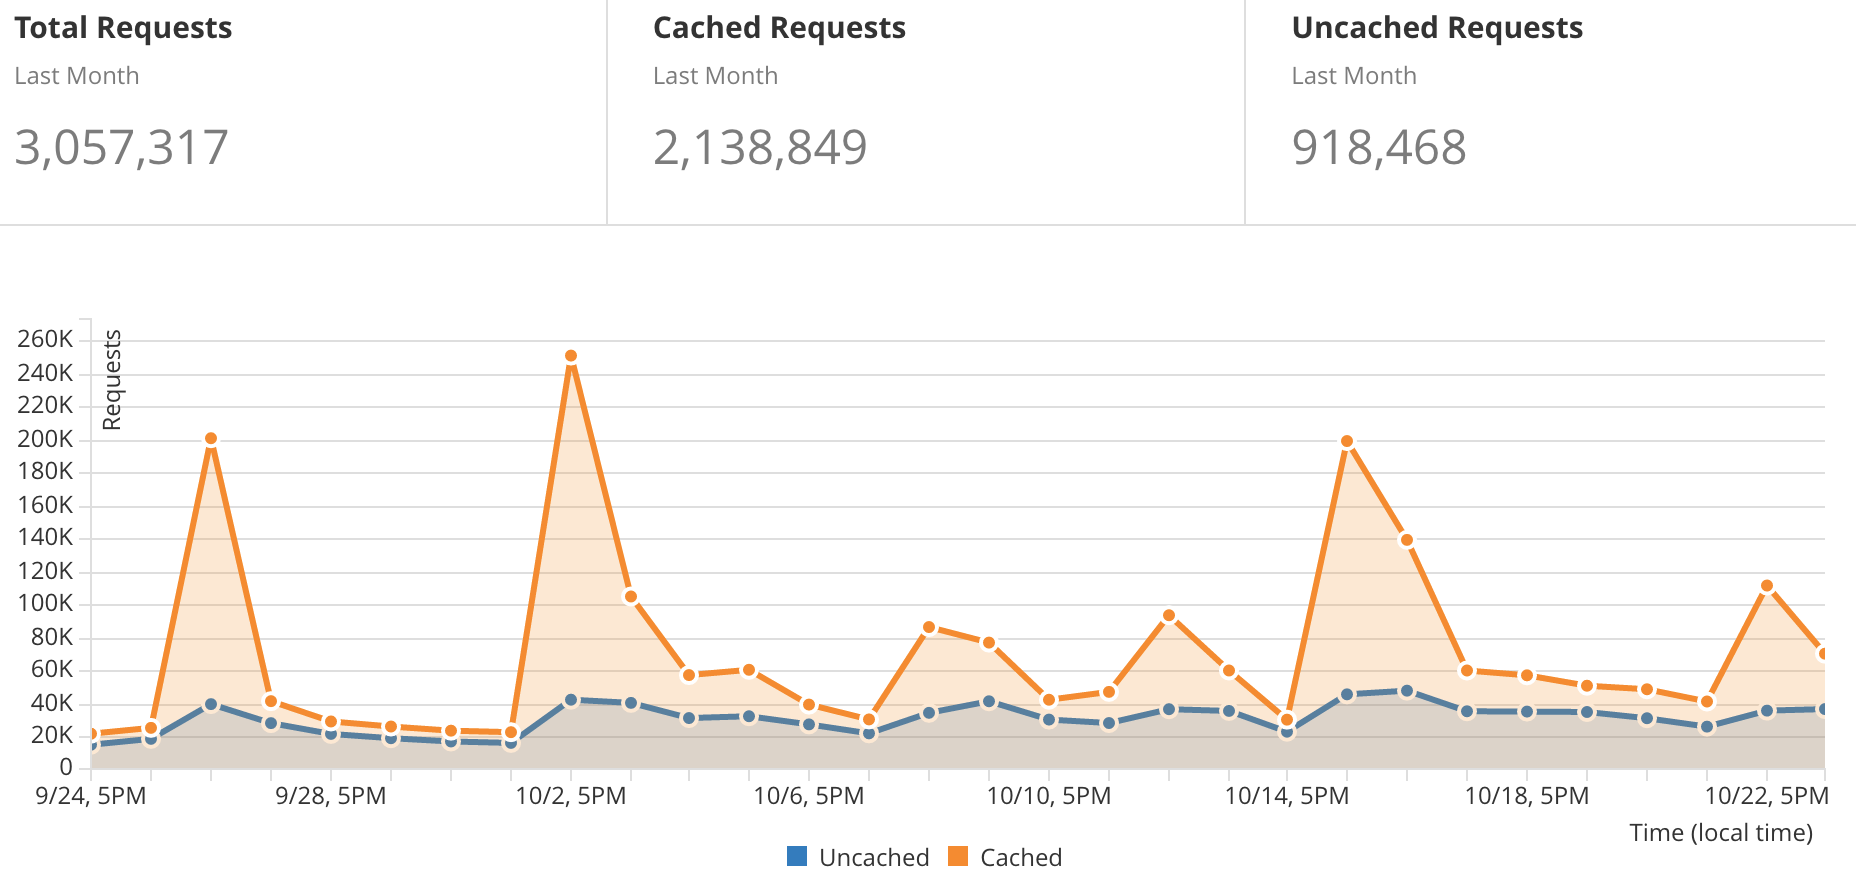 Total Requests
Last Month
3,057,317
Cached Requests
Last Month
2,138,849
Uncached Requests
Last Month
918,468
Requests
260K
240K
220K
200K
180K
160K
140K
120K
100K
80K
60K
40K
20K
0
9/24, 5PM 9/28, 5PM 10/2, 5PM 10/6, 5PM 10/10, 5PM 10/14, 5PM 10/18, 5PM 10/22, 5PM
Time (local time)
Uncached Cached